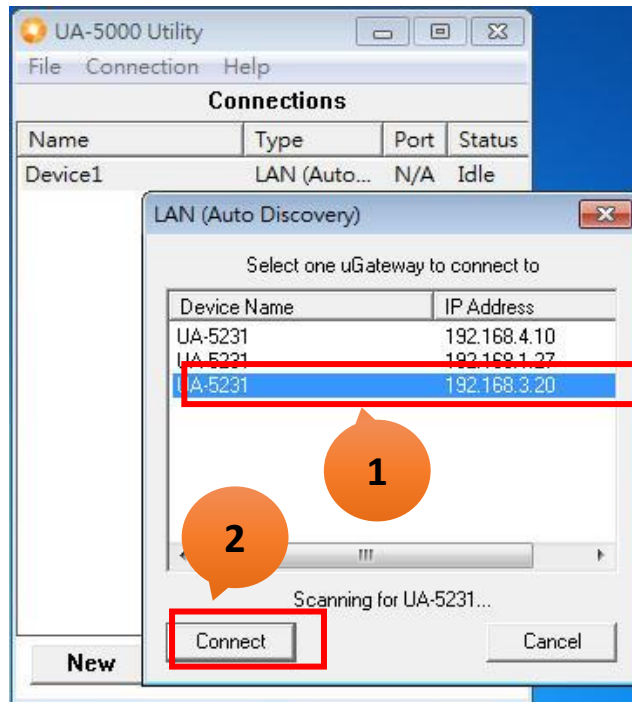 UA-5000 Utility
File Connection Help
Connections
Name Type Port Status
Device1 LAN (Auto... N/A Idle
LAN (Auto Discovery)
Select one uGateway to connect to
Device Name IP Address
UA-5231 192.168.4.10
UA-5231 192.168.1.27
UA-5231 192.168.3.20
1
2
Scanning for UA-5231...
Connect Cancel
New